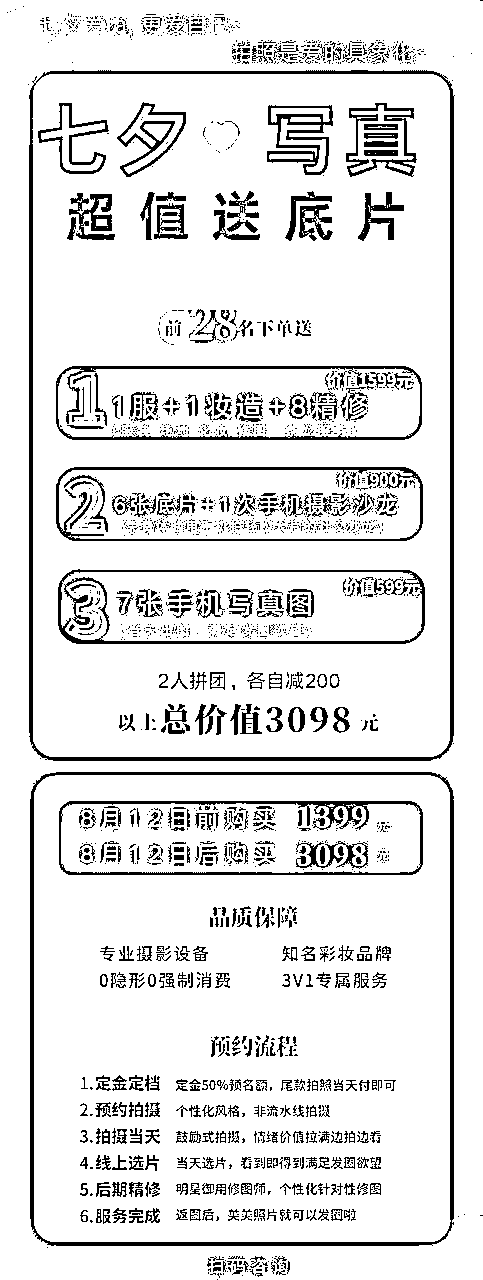 拍照是爱的具象化~
七夕 写真
超值送底片
前28名下单送
价值1599元
1 1服+1妆造+8精修
价值900元
2 6张底片+1次手机摄影沙龙
价值599元
3 7张手机写真图
2人拼团，各自减200
以上总价值3098元
8月12日前购买 1399元
8月12日后购买 3098元
品质保障
专业摄影设备 知名彩妆品牌
0隐形0强制消费 3V1专属服务
预约流程
1.定金定档 定金50%预名额，尾款拍照当天付即可
2.预约拍摄 个性化风格，非流水线拍摄
3.拍摄当天 鼓励式拍摄，情绪价值拉满边拍边看
4.线上选片 当天选片，看到即得到满足发图欲望
5.后期精修 明星御用修图师，个性化针对性修图
6.服务完成 返图后，美美照片就可以发图啦
扫码咨询